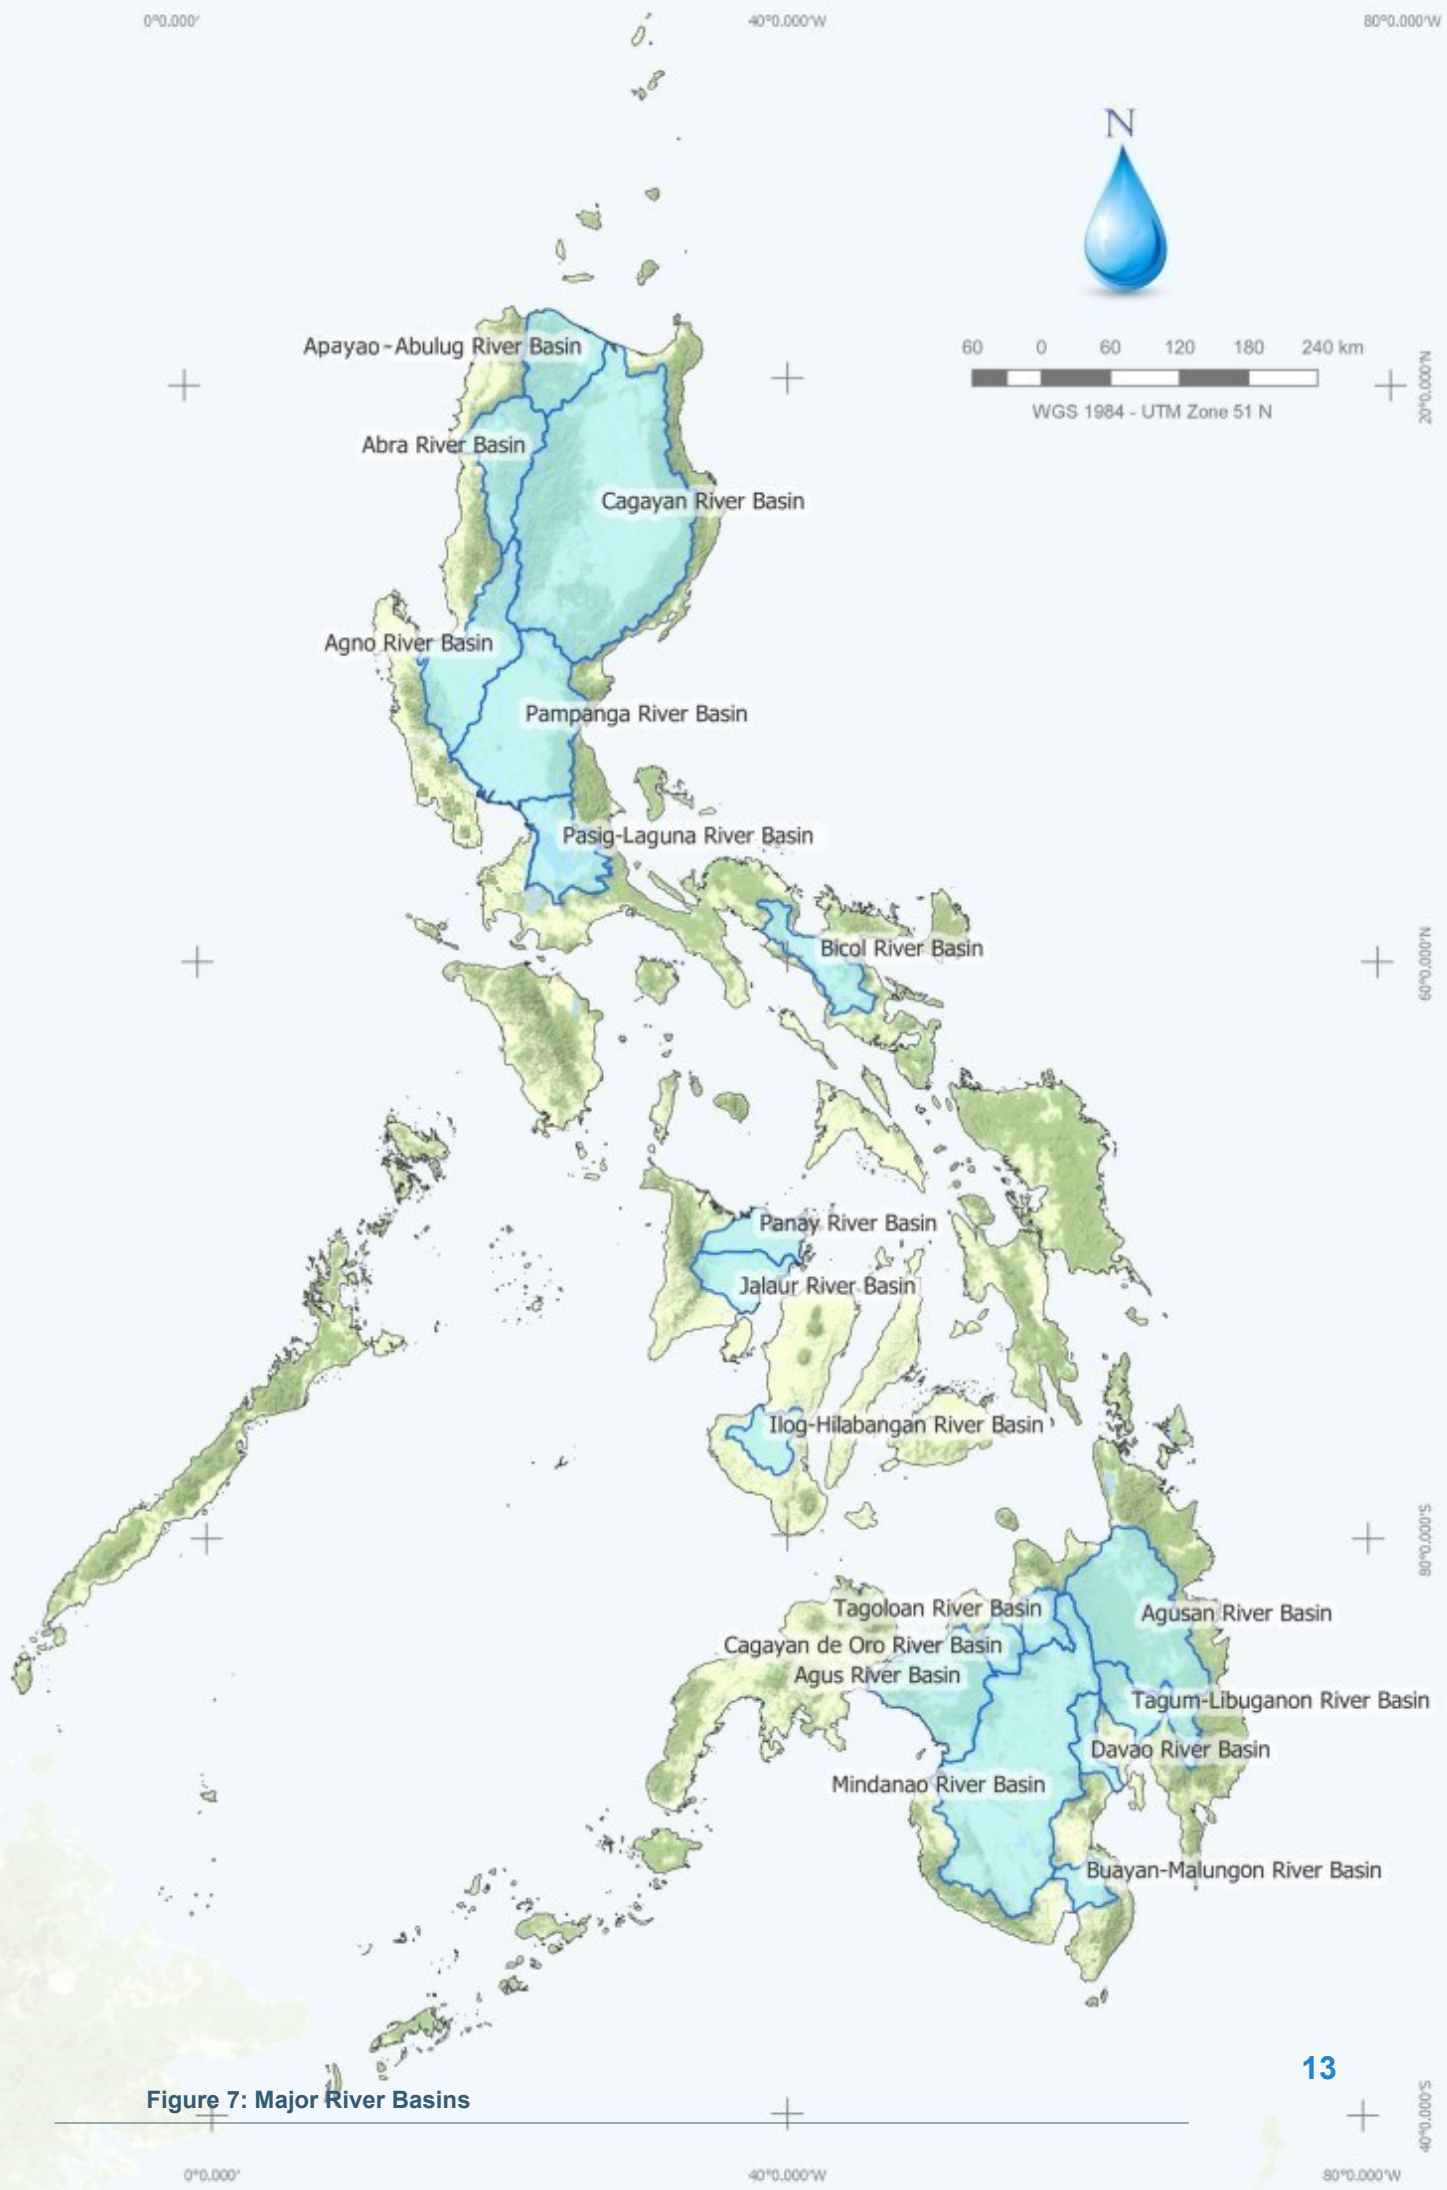 0°0.000' 40°0.000'W 80°0.000'W
N
60 0 60 120 180 240 km
WGS 1984 - UTM Zone 51 N
20°0.000'N
Apayao-Abulug River Basin
Abra River Basin
Cagayan River Basin
Agno River Basin
Pampanga River Basin
Pasig-Laguna River Basin
Bicol River Basin
60°0.000'N
Panay River Basin
Jalaur River Basin
Ilog-Hilabangan River Basin
80°0.000'S
Tagoloan River Basin
Agusan River Basin
Cagayan de Oro River Basin
Agus River Basin
Tagum-Libuganon River Basin
Davao River Basin
Mindanao River Basin
Buayan-Malungon River Basin
13
Figure 7: Major River Basins
40°0.000'S
0°0.000' 40°0.000'W 80°0.000'W